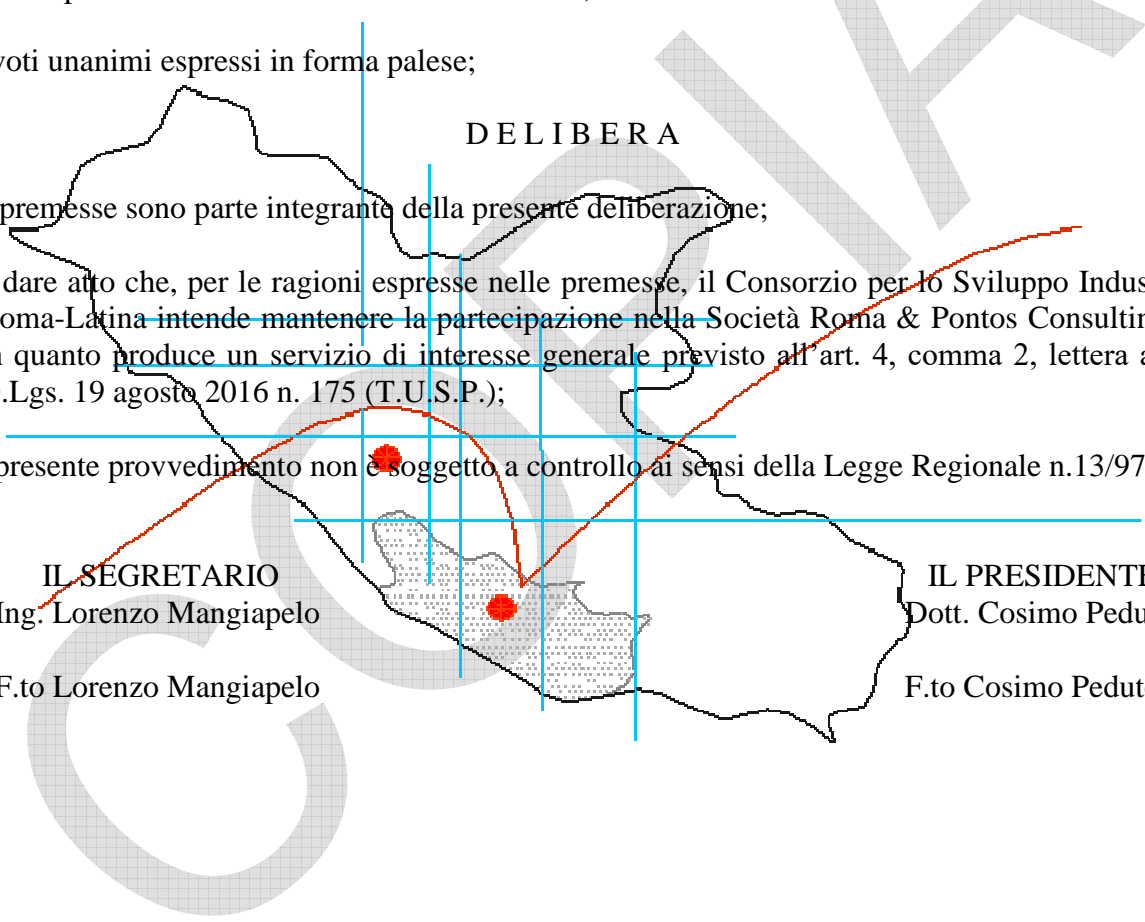 voti unanimi espressi in forma palese;
D E L I B E R A
premesse sono parte integrante della presente deliberazione;
dare atto che, per le ragioni espresse nelle premesse, il Consorzio per lo Sviluppo Indus
oma-Latina intende mantenere la partecipazione nella Società Roma & Pontos Consultin
quanto produce un servizio di interesse generale previsto all'art. 4, comma 2, lettera a
.Lgs. 19 agosto 2016 n. 175 (T.U.S.P.);
presente provvedimento non è soggetto a controllo ai sensi della Legge Regionale n.13/97
IL SEGRETARIO IL PRESIDENTE
Ing. Lorenzo Mangiapelo Dott. Cosimo Pedu
F.to Lorenzo Mangiapelo F.to Cosimo Pedut
COPIA